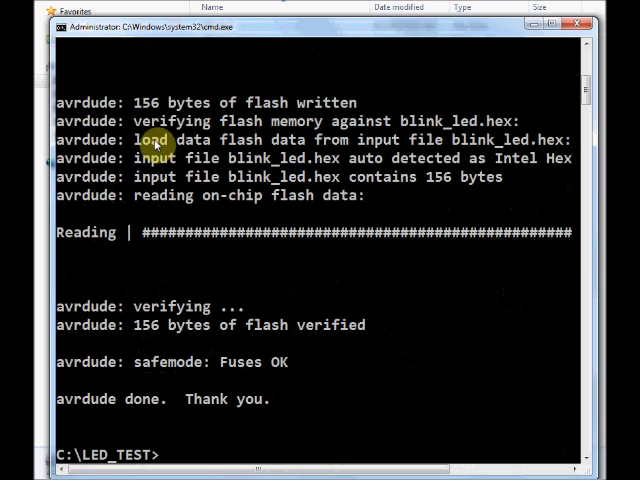 Favorites
Name
Date modified
Type
Size
Administrator: C:\Windows\system32\cmd.exe
avrdude: 156 bytes of flash written
avrdude: verifying flash memory against blink_led.hex:
avrdude: load data flash data from input file blink_led.hex:
avrdude: input file blink_led.hex auto detected as Intel Hex
avrdude: input file blink_led.hex contains 156 bytes
avrdude: reading on-chip flash data:
Reading | ##################################################
avrdude: verifying ...
avrdude: 156 bytes of flash verified
avrdude: safemode: Fuses OK
avrdude done.  Thank you.
C:\LED_TEST>